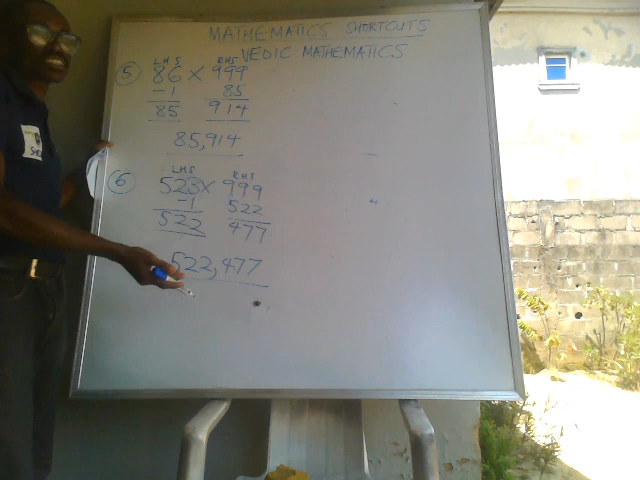 MATHEMATICS SHORTCUTS
VEDIC MATHEMATICS
LHS RHS
5 86 × 999
-1 85
85 914
85,914
LHS RHS
6 523 × 999
-1 522
522 477
522,477